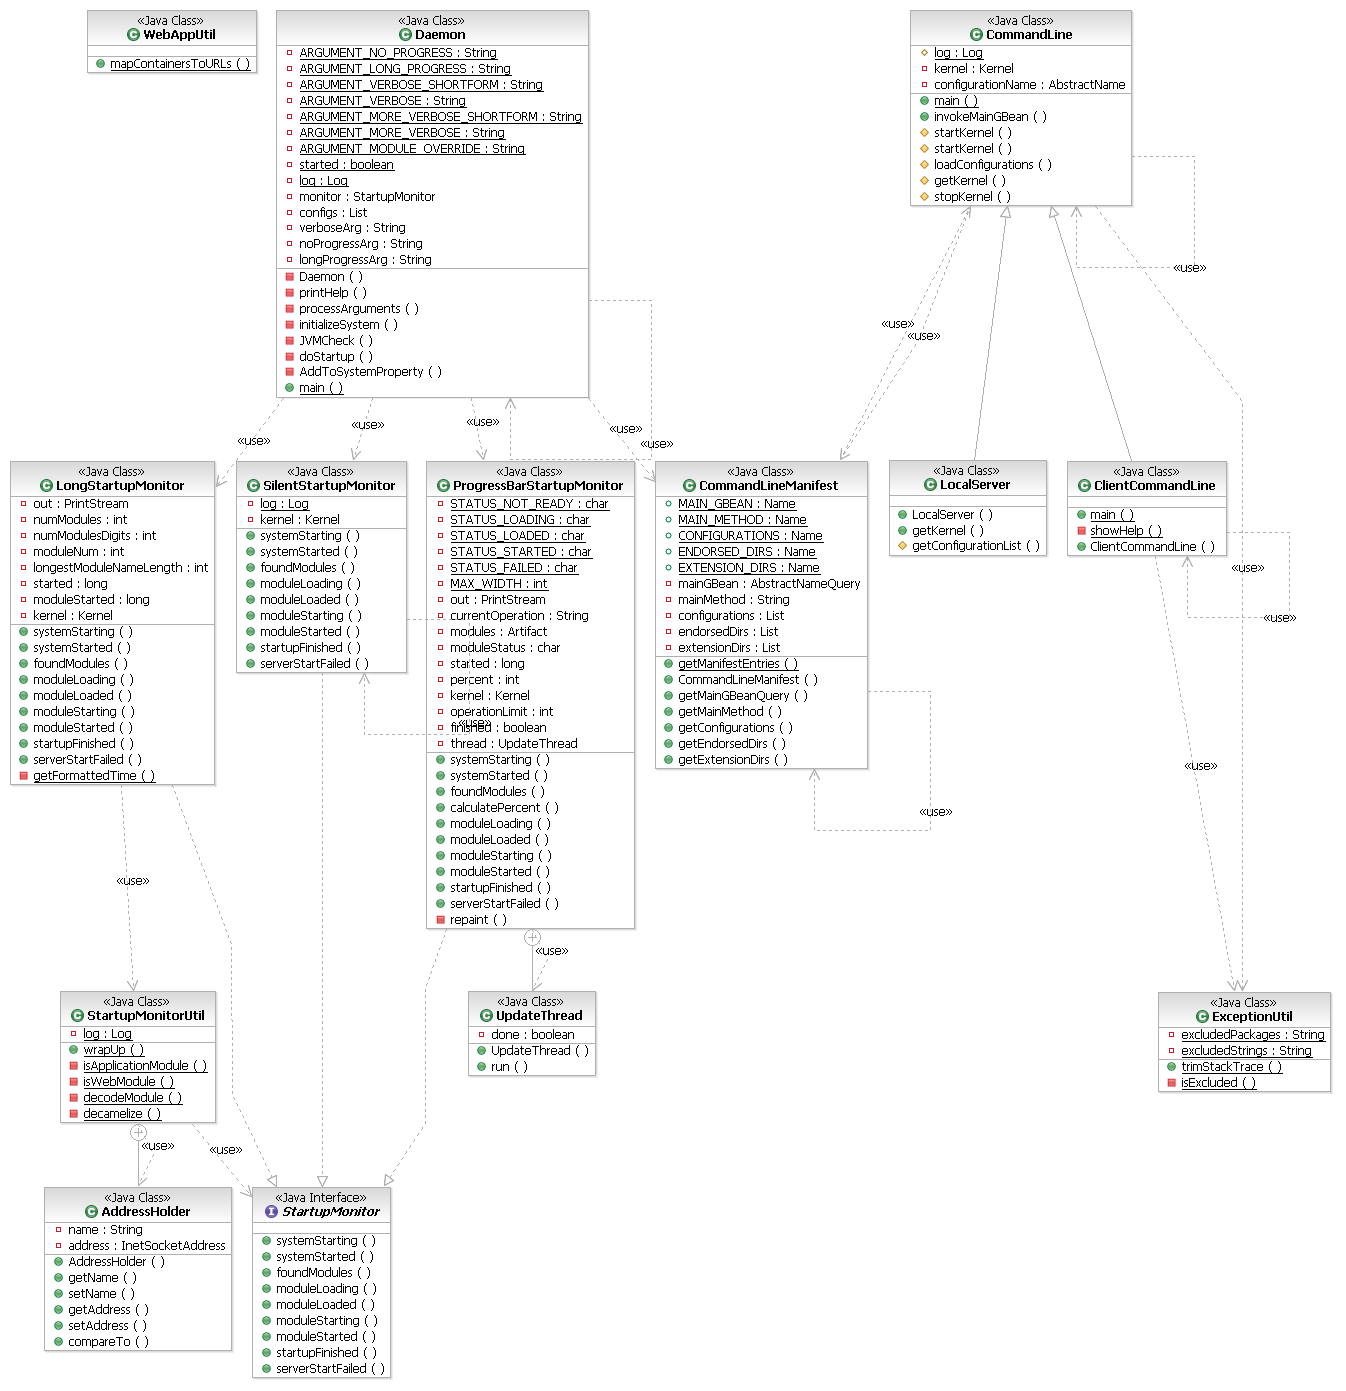 «Java Class»
WebAppUtil
mapContainersToURLs ( )
«Java Class»
Daemon
ARGUMENT_NO_PROGRESS : String
ARGUMENT_LONG_PROGRESS : String
ARGUMENT_VERBOSE_SHORTFORM : String
ARGUMENT_VERBOSE : String
ARGUMENT_MORE_VERBOSE_SHORTFORM : String
ARGUMENT_MORE_VERBOSE : String
ARGUMENT_MODULE_OVERRIDE : String
started : boolean
log : Log
monitor : StartupMonitor
configs : List
verboseArg : String
noProgressArg : String
longProgressArg : String
Daemon ( )
printHelp ( )
processArguments ( )
initializeSystem ( )
JVMCheck ( )
doStartup ( )
AddToSystemProperty ( )
main ( )
«Java Class»
CommandLine
log : Log
kernel : Kernel
configurationName : AbstractName
main ( )
invokeMainGBean ( )
startKernel ( )
startKernel ( )
loadConfigurations ( )
getKernel ( )
stopKernel ( )
«use»
«use»
«use»
«use»
«use»
«use»
«use»
«use»
«Java Class»
LongStartupMonitor
out : PrintStream
numModules : int
numModulesDigits : int
moduleNum : int
longestModuleNameLength : int
started : long
moduleStarted : long
kernel : Kernel
systemStarting ( )
systemStarted ( )
foundModules ( )
moduleLoading ( )
moduleLoaded ( )
moduleStarting ( )
moduleStarted ( )
startupFinished ( )
serverStartFailed ( )
getFormattedTime ( )
«Java Class»
SilentStartupMonitor
log : Log
kernel : Kernel
systemStarting ( )
systemStarted ( )
foundModules ( )
moduleLoading ( )
moduleLoaded ( )
moduleStarting ( )
moduleStarted ( )
startupFinished ( )
serverStartFailed ( )
«use»
«Java Class»
ProgressBarStartupMonitor
STATUS_NOT_READY : char
STATUS_LOADING : char
STATUS_LOADED : char
STATUS_STARTED : char
STATUS_FAILED : char
MAX_WIDTH : int
out : PrintStream
currentOperation : String
modules : Artifact
moduleStatus : char
started : long
percent : int
kernel : Kernel
operationLimit : int
finished : boolean
thread : UpdateThread
systemStarting ( )
systemStarted ( )
foundModules ( )
calculatePercent ( )
moduleLoading ( )
moduleLoaded ( )
moduleStarting ( )
moduleStarted ( )
startupFinished ( )
serverStartFailed ( )
repaint ( )
«Java Class»
CommandLineManifest
MAIN_GBEAN : Name
MAIN_METHOD : Name
CONFIGURATIONS : Name
ENDORSED_DIRS : Name
EXTENSION_DIRS : Name
mainGBean : AbstractNameQuery
mainMethod : String
configurations : List
endorsedDirs : List
extensionDirs : List
getManifestEntries ( )
CommandLineManifest ( )
getMainGBeanQuery ( )
getMainMethod ( )
getConfigurations ( )
getEndorsedDirs ( )
getExtensionDirs ( )
«use»
«Java Class»
LocalServer
LocalServer ( )
getKernel ( )
getConfigurationList ( )
«Java Class»
ClientCommandLine
main ( )
showHelp ( )
ClientCommandLine ( )
«use»
«use»
«use»
«use»
«use»
«Java Class»
StartupMonitorUtil
log : Log
wrapUp ( )
isApplicationModule ( )
isWebModule ( )
decodeModule ( )
decamelize ( )
«Java Class»
UpdateThread
done : boolean
UpdateThread ( )
run ( )
«Java Class»
ExceptionUtil
excludedPackages : String
excludedStrings : String
trimStackTrace ( )
isExcluded ( )
«use»
«use»
«Java Class»
AddressHolder
name : String
address : InetSocketAddress
AddressHolder ( )
getName ( )
setName ( )
getAddress ( )
setAddress ( )
compareTo ( )
«Java Interface»
StartupMonitor
systemStarting ( )
systemStarted ( )
foundModules ( )
moduleLoading ( )
moduleLoaded ( )
moduleStarting ( )
moduleStarted ( )
startupFinished ( )
serverStartFailed ( )